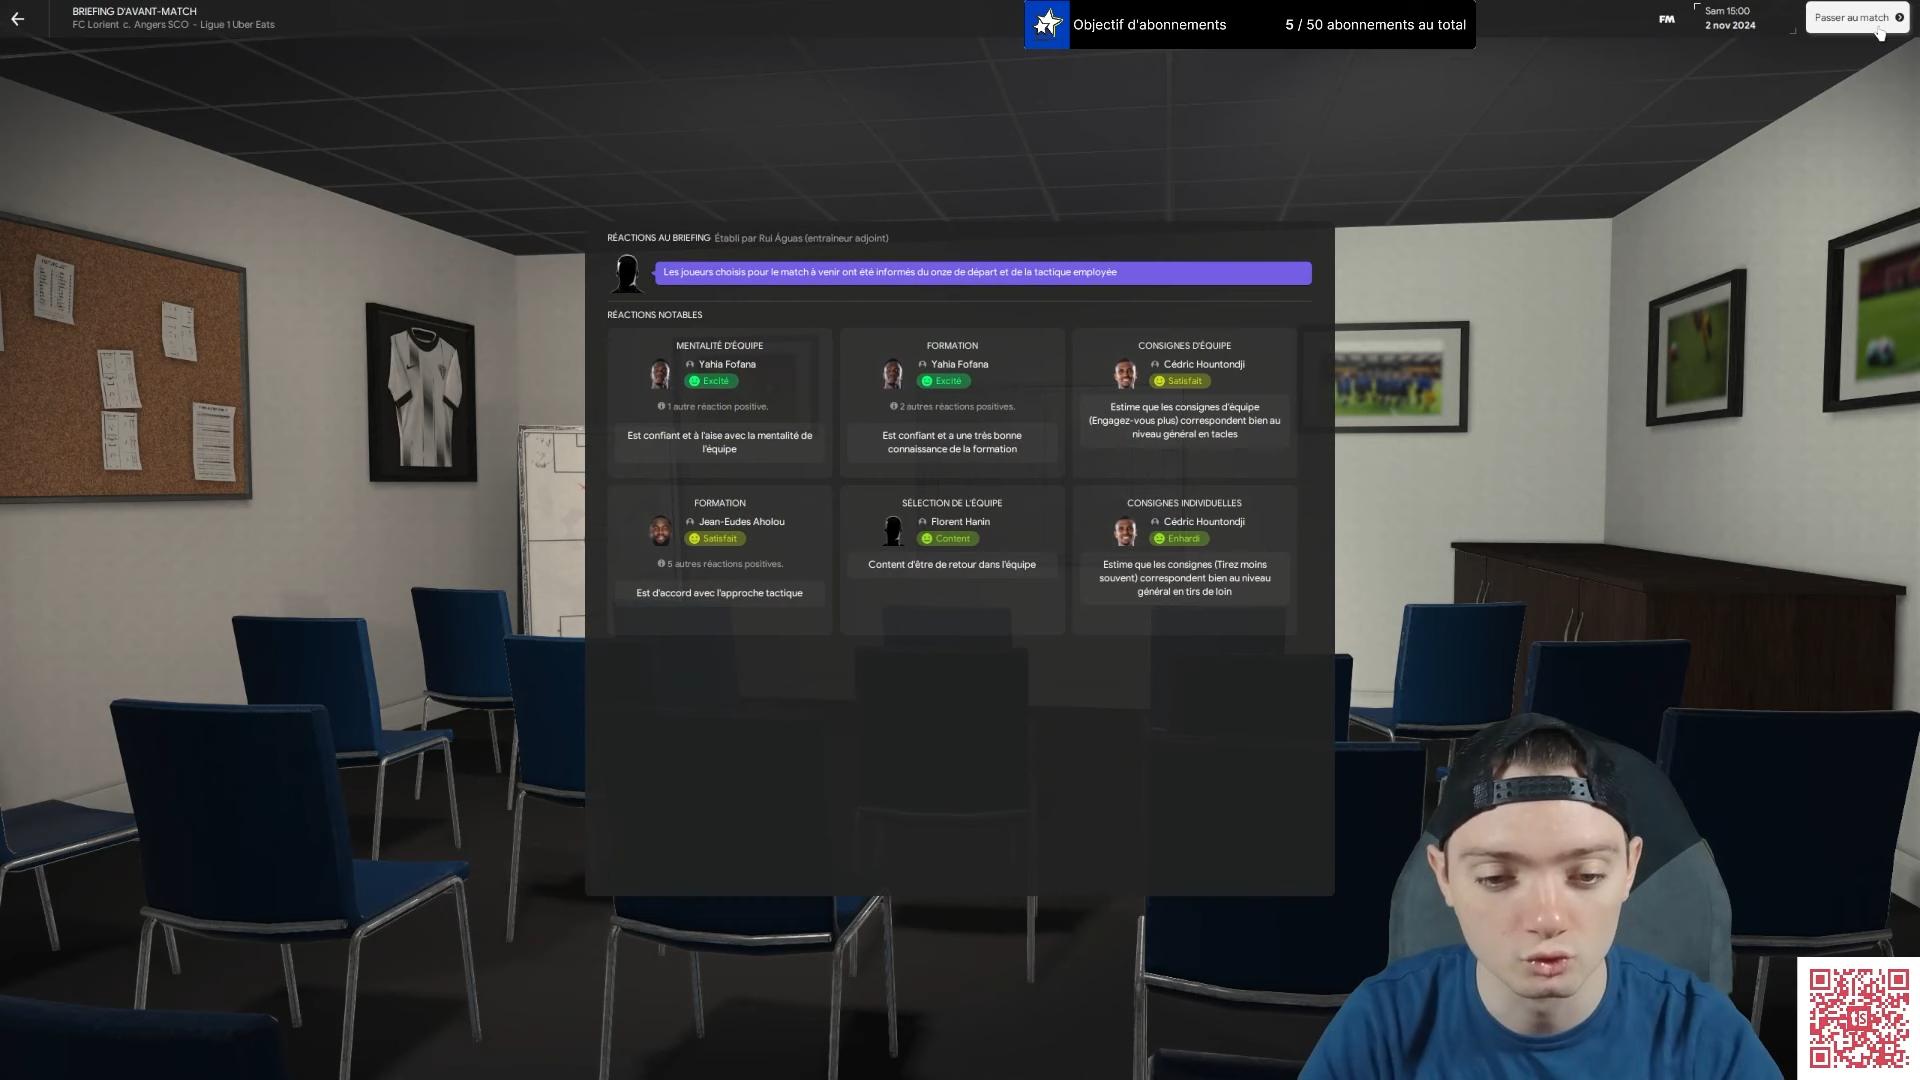 BRIEFING D'AVANT-MATCH
FC Lorient c. Angers SCO - Ligue 1 Uber Eats
Objectif d'abonnements
5 / 50 abonnements au total
FM
Sam 15:00
2 nov 2024
Passer au match
RÉACTIONS AU BRIEFING Établi par Rui Águas (entraîneur adjoint)
Les joueurs choisis pour le match à venir ont été informés du onze de départ et de la tactique employée
RÉACTIONS NOTABLES
MENTALITÉ D'ÉQUIPE
Yahia Fofana
Excité
1 autre réaction positive.
Est confiant et à l'aise avec la mentalité de
l'équipe
FORMATION
Yahia Fofana
Excité
2 autres réactions positives.
Est confiant et a une très bonne
connaissance de la formation
CONSIGNES D'ÉQUIPE
Cédric Hountondji
Satisfait
Estime que les consignes d'équipe
(Engagez-vous plus) correspondent bien au
niveau général en tacles
FORMATION
Jean-Eudes Aholou
Satisfait
5 autres réactions positives.
Est d'accord avec l'approche tactique
SÉLECTION DE L'ÉQUIPE
Florent Hanin
Content
Content d'être de retour dans l'équipe
CONSIGNES INDIVIDUELLES
Cédric Hountondji
Enhardi
Estime que les consignes (Tirez moins
souvent) correspondent bien au niveau
général en tirs de loin